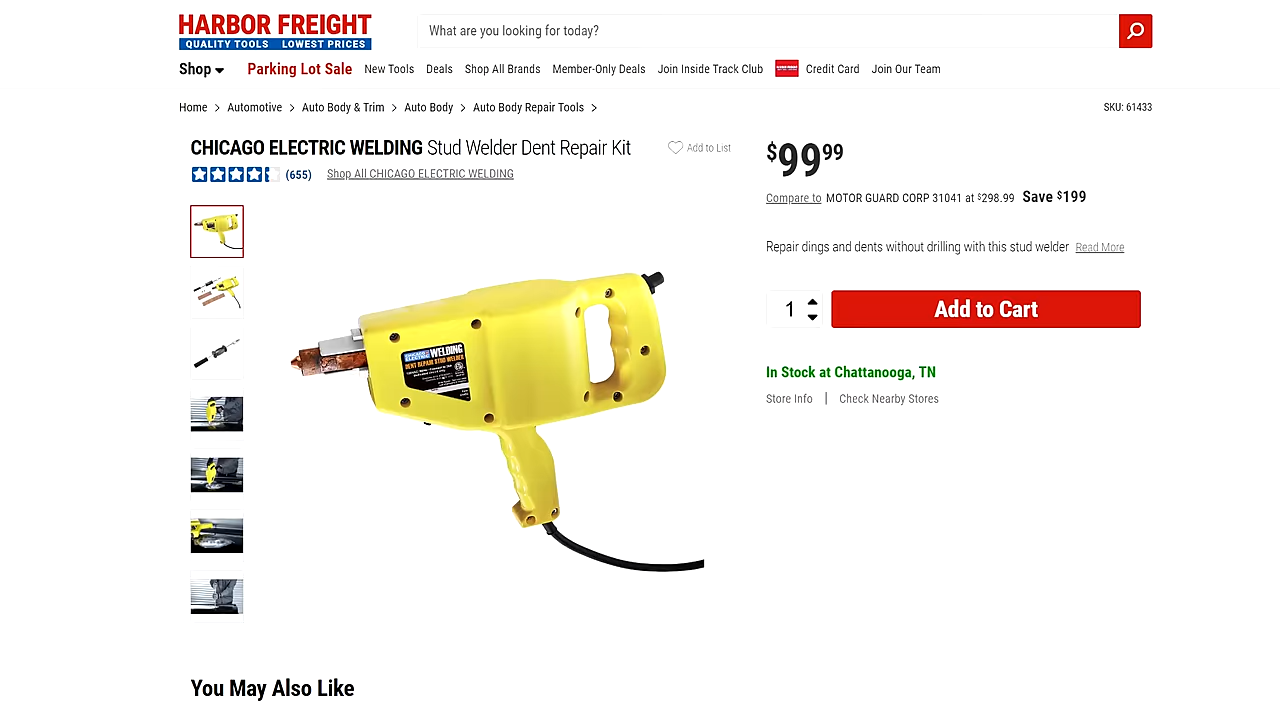 HARBOR FREIGHT
QUALITY TOOLS LOWEST PRICES
What are you looking for today?
Shop
Parking Lot Sale
New Tools
Deals
Shop All Brands
Member-Only Deals
Join Inside Track Club
Credit Card
Join Our Team
Home > Automotive > Auto Body & Trim > Auto Body > Auto Body Repair Tools >
SKU: 61433
CHICAGO ELECTRIC WELDING Stud Welder Dent Repair Kit
Add to List
(655)
Shop All CHICAGO ELECTRIC WELDING
$99 99
Compare to MOTOR GUARD CORP 31041 at $298.99 Save $199
Repair dings and dents without drilling with this stud welder Read More
1
Add to Cart
In Stock at Chattanooga, TN
Store Info | Check Nearby Stores
CHICAGO ELECTRIC WELDING
DENT REPAIR STUD WELDER
You May Also Like